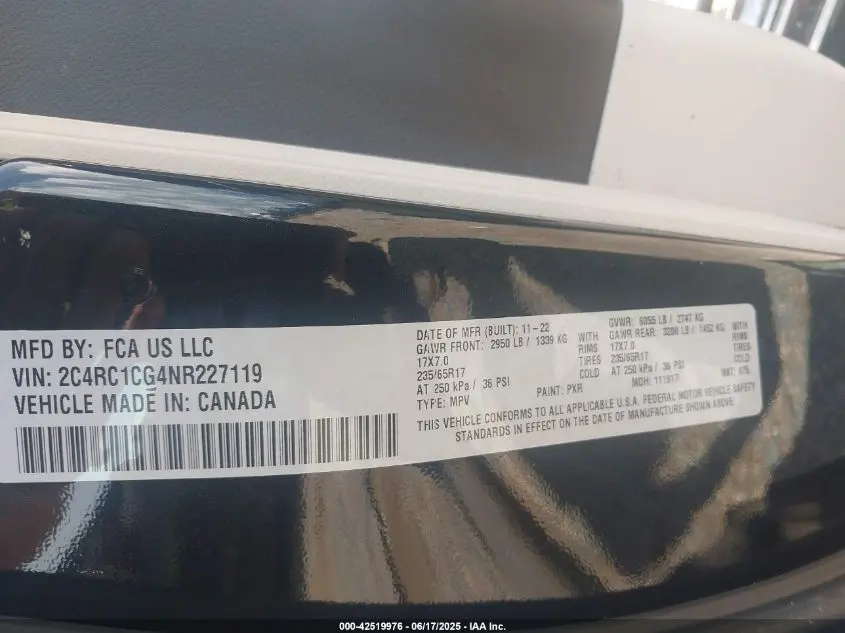 MFD BY: FCA US LLC
VIN: 2C4RC1CG4NR227119
VEHICLE MADE IN: CANADA
DATE OF MFR (BUILT): 11-22
GVWR: 6055 LB / 2747 KG
GAWR FRONT: 2950 LB / 1339 KG WITH
GAWR REAR: 3200 LB / 1452 KG WITH
17X7.0 RIMS
17X7.0 RIMS
235/65R17 TIRES
235/65R17 TIRES
AT 250 kPa / 36 PSI COLD
AT 250 kPa / 36 PSI COLD
TYPE: MPV
PAINT: PXR
MDH: 111917
THIS VEHICLE CONFORMS TO ALL APPLICABLE U.S.A. FEDERAL MOTOR VEHICLE SAFETY
STANDARDS IN EFFECT ON THE DATE OF MANUFACTURE SHOWN ABOVE.
000-42519976 - 06/17/2025 - IAA Inc.